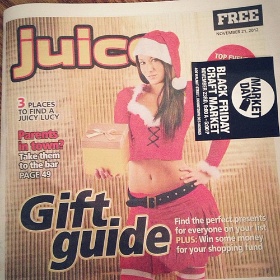 FREE
NOVEMBER 21, 2012
juice
TOP FUEL
3 PLACES
TO FIND A
JUICY LUCY
Parents
in town?
Take them
to the bar
PAGE 49
MARKET
DAY
BLACK FRIDAY
CRAFT MARKET
Gift
guide
Find the perfect presents
for everyone on your list
PLUS: Win some money
for your shopping fund